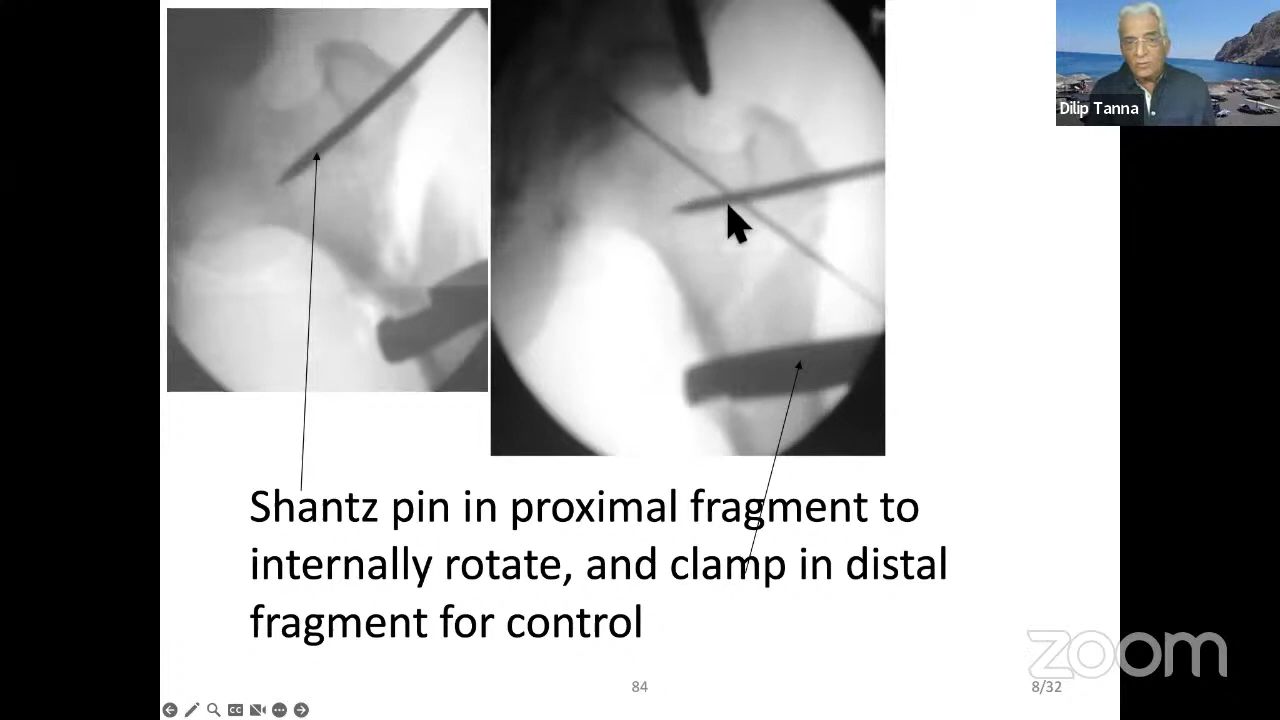 Dilip Tanna
Shantz pin in proximal fragment to
internally rotate, and clamp in distal
fragment for control
zoom
84
8/32
CC